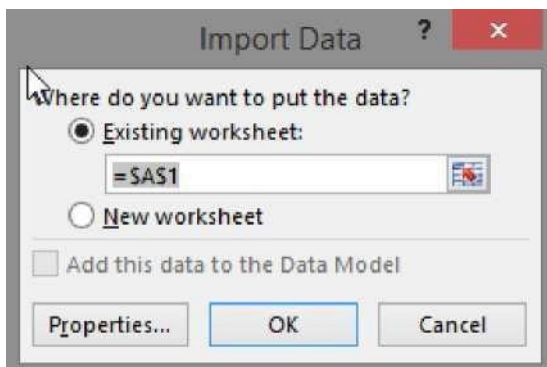 Import Data ?
Where do you want to put the data?
Existing worksheet:
=$A$1
New worksheet
Add this data to the Data Model
Properties... OK Cancel